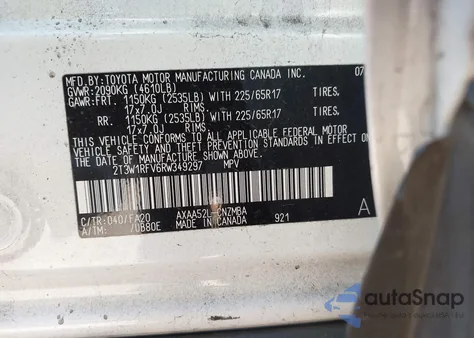 MFD. BY: TOYOTA MOTOR MANUFACTURING CANADA INC. 07
GVWR: 2090KG (4610LB)
GAWR: FRT. 1150KG (2535LB) WITH 225/65R17 TIRES,
17x7.0J RIMS.
RR. 1150KG (2535LB) WITH 225/65R17 TIRES,
17x7.0J RIMS.
THIS VEHICLE CONFORMS TO ALL APPLICABLE FEDERAL MOTOR
VEHICLE SAFETY AND THEFT PREVENTION STANDARDS IN EFFECT ON
THE DATE OF MANUFACTURE SHOWN ABOVE.
2T3W1RFV6RW349297 MPV
C/TR: 040/FA20 AXAA52L-CNZMBA 921 A
A/TM: /0B80E MADE IN CANADA
autoSnap